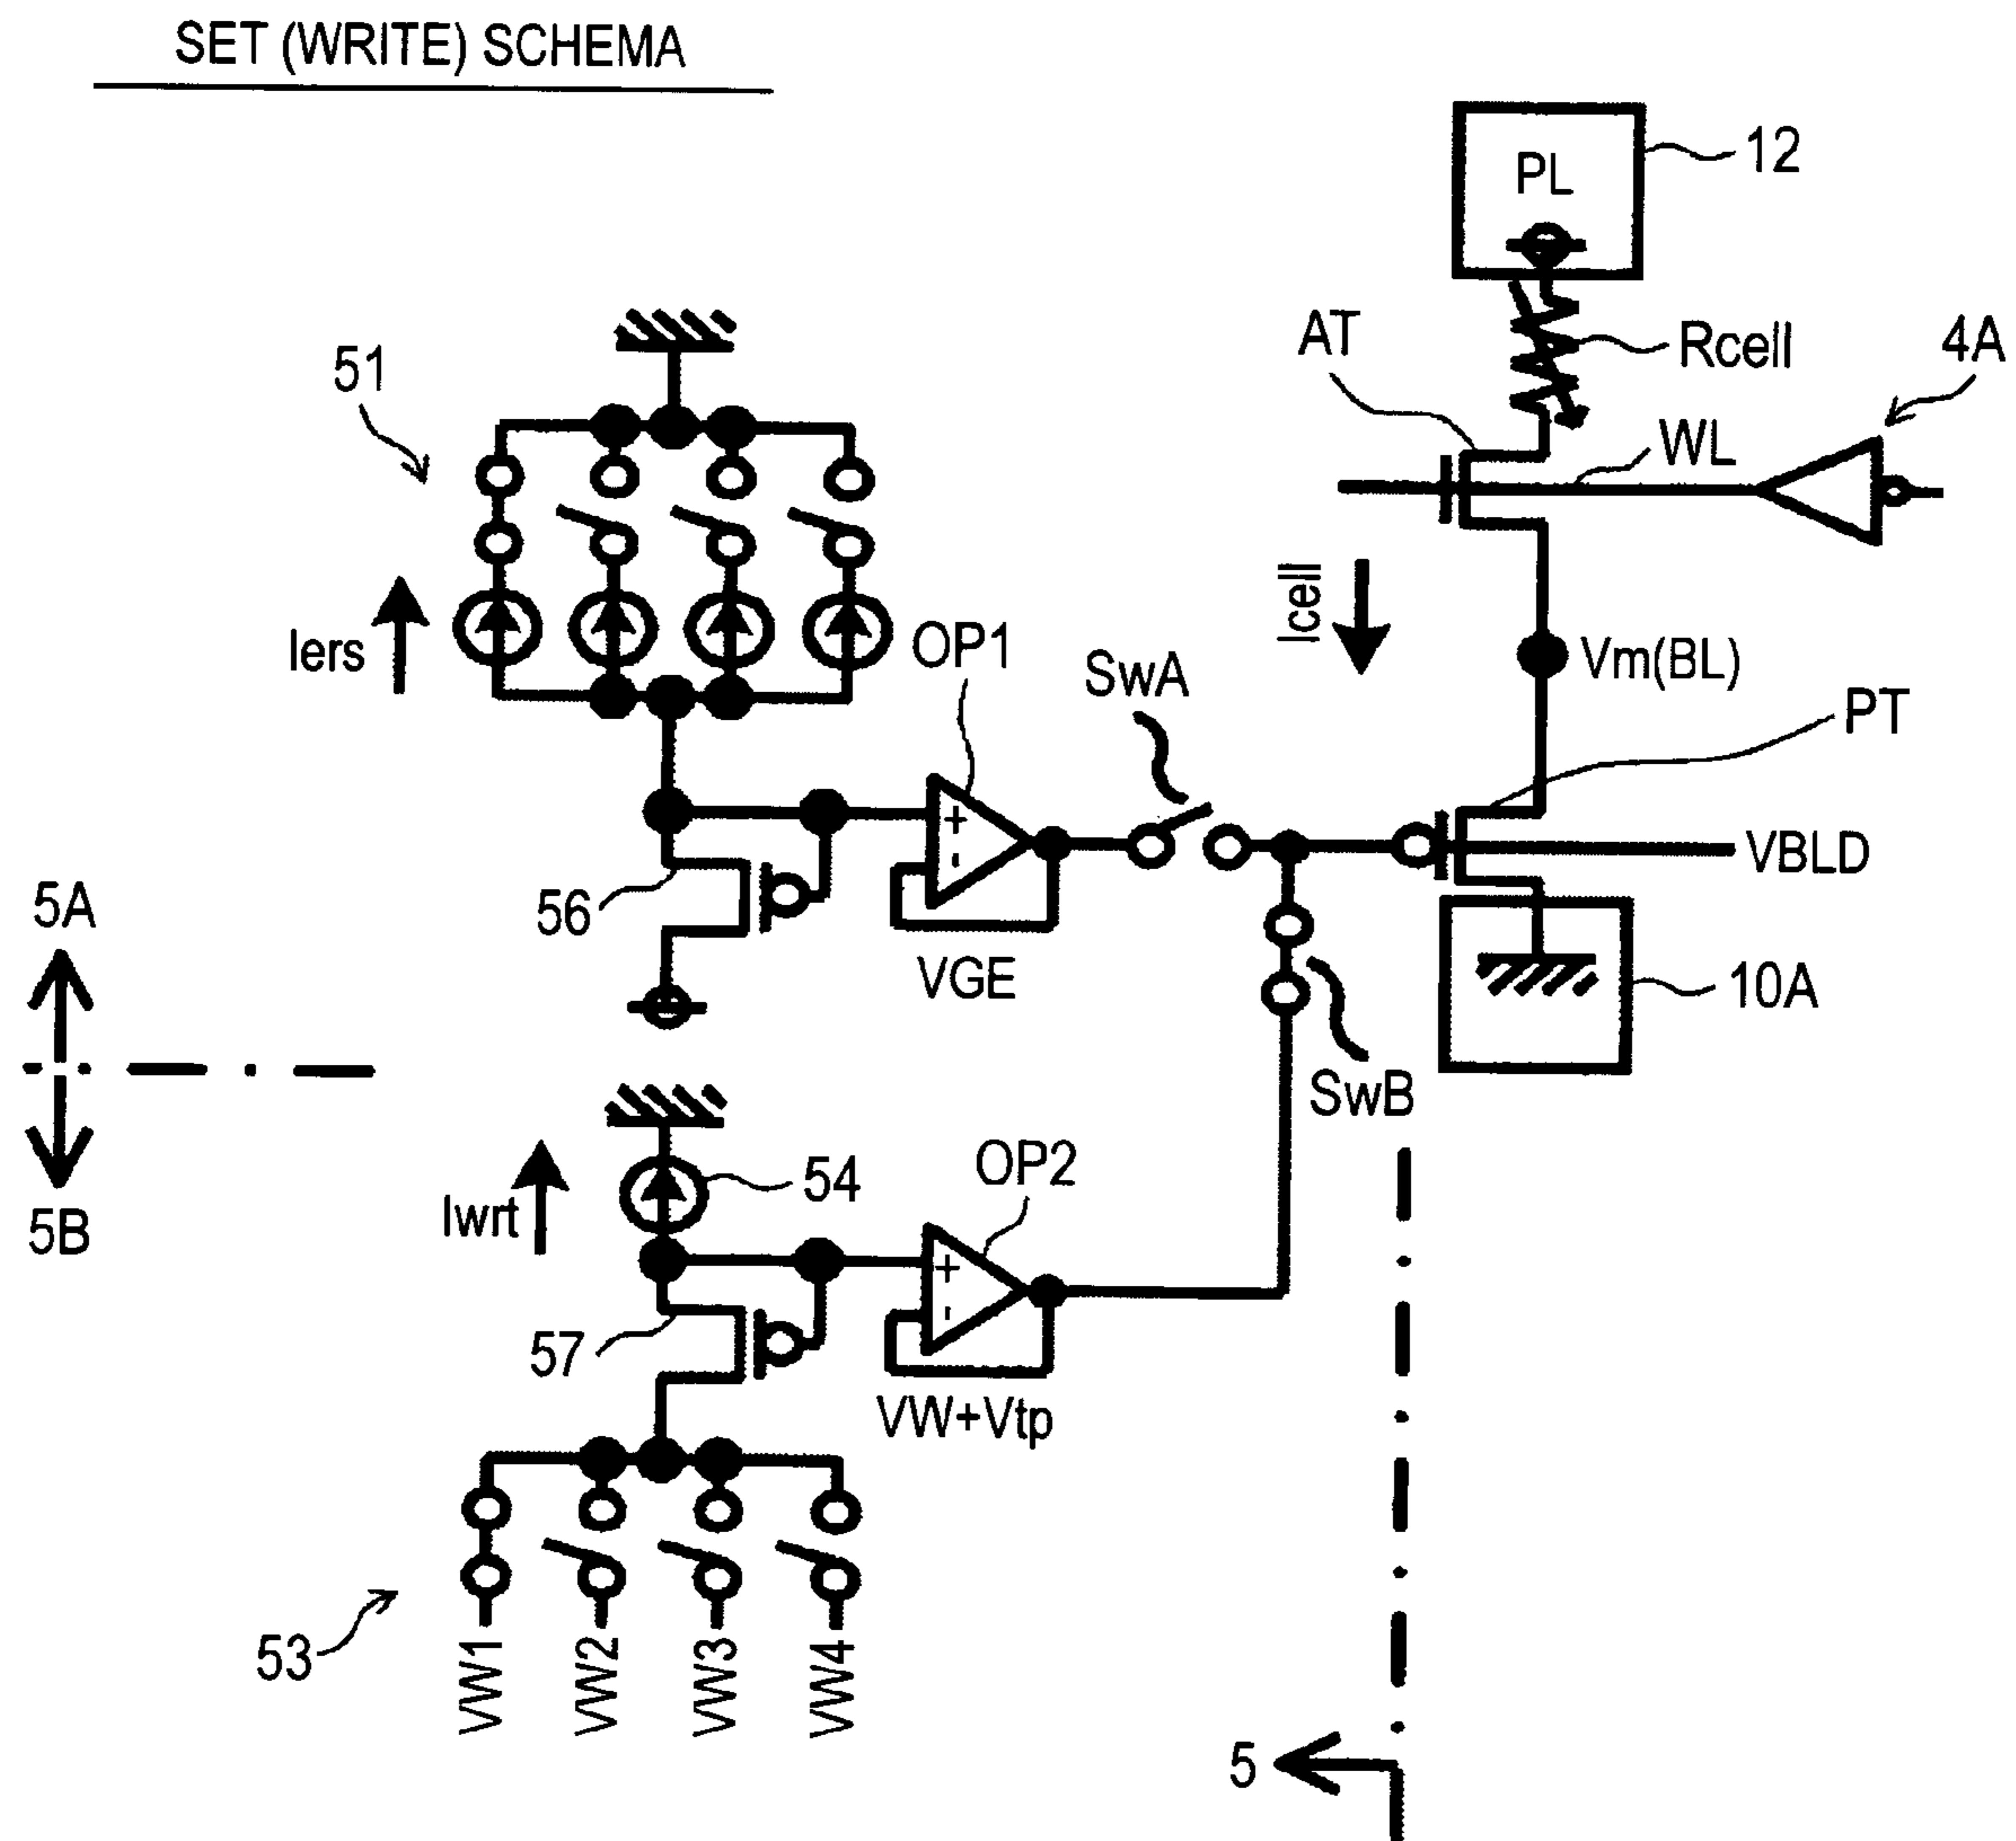 SET (WRITE) SCHEMA
12
PL
AT
Rcell
4A
51
WL
Iers
OP1
Icell
SwA
Vm(BL)
PT
+
-
VBLD
5A
56
VGE
10A
SwB
OP2
54
Iwrt
5B
+
-
57
VW+Vtp
53
VW1
VW2
VW3
VW4
5